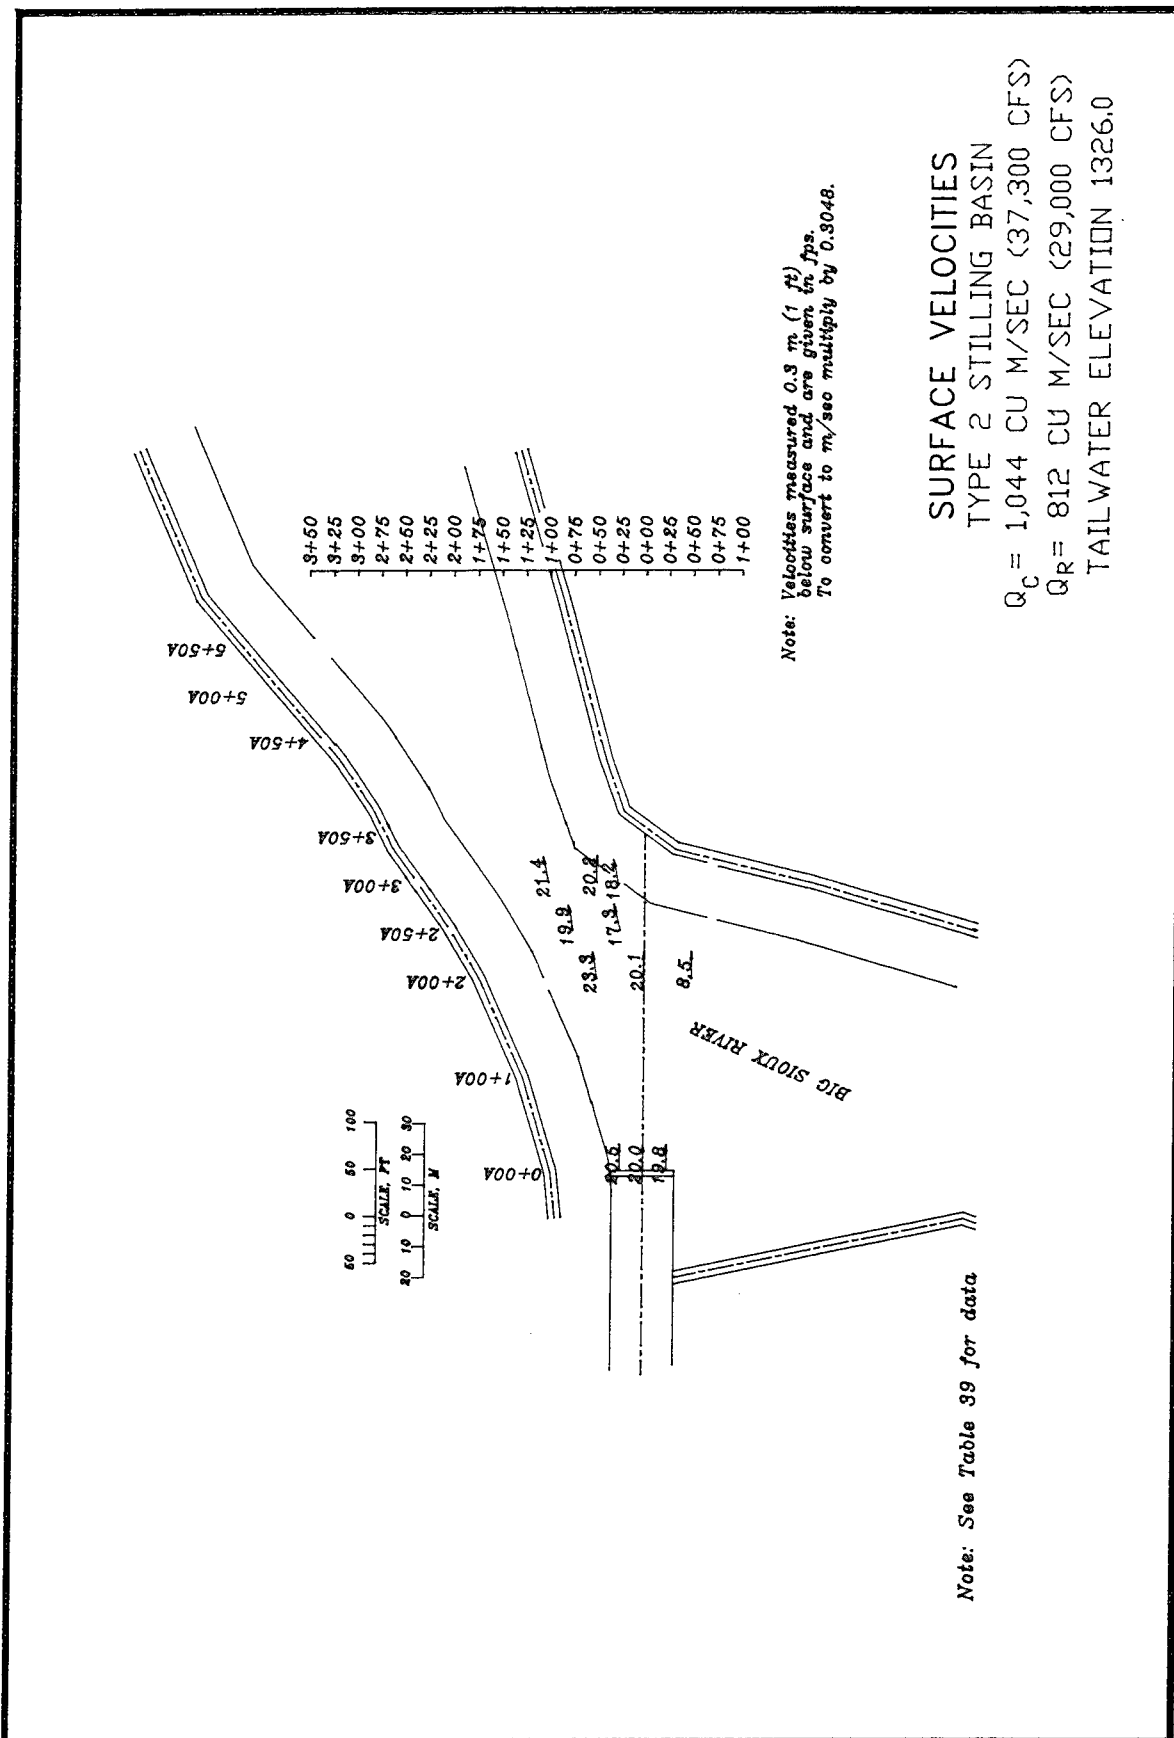 5+50A
5+00A
4+50A
3+50A
3+00A
2+50A
2+00A
1+00A
0+00A
50 0 50 100
SCALE, FT
20 10 0 10 20 30
SCALE, M
3+50
3+25
3+00
2+75
2+50
2+25
2+00
1+75
1+50
1+25
1+00
0+75
0+50
0+25
0+00
0+25
0+50
0+75
1+00
21.4
20.2
18.2
19.9
17.3
23.3
20.1
8.5
20.5
20.0
19.8
BIG SIOUX RIVER
Note: Velocities measured 0.3 m (1 ft)
below surface and are given in fps.
To convert to m/sec multiply by 0.3048.
Note: See Table 39 for data
SURFACE VELOCITIES
TYPE 2 STILLING BASIN
QC = 1,044 CU M/SEC (37,300 CFS)
QR = 812 CU M/SEC (29,000 CFS)
TAILWATER ELEVATION 1326.0